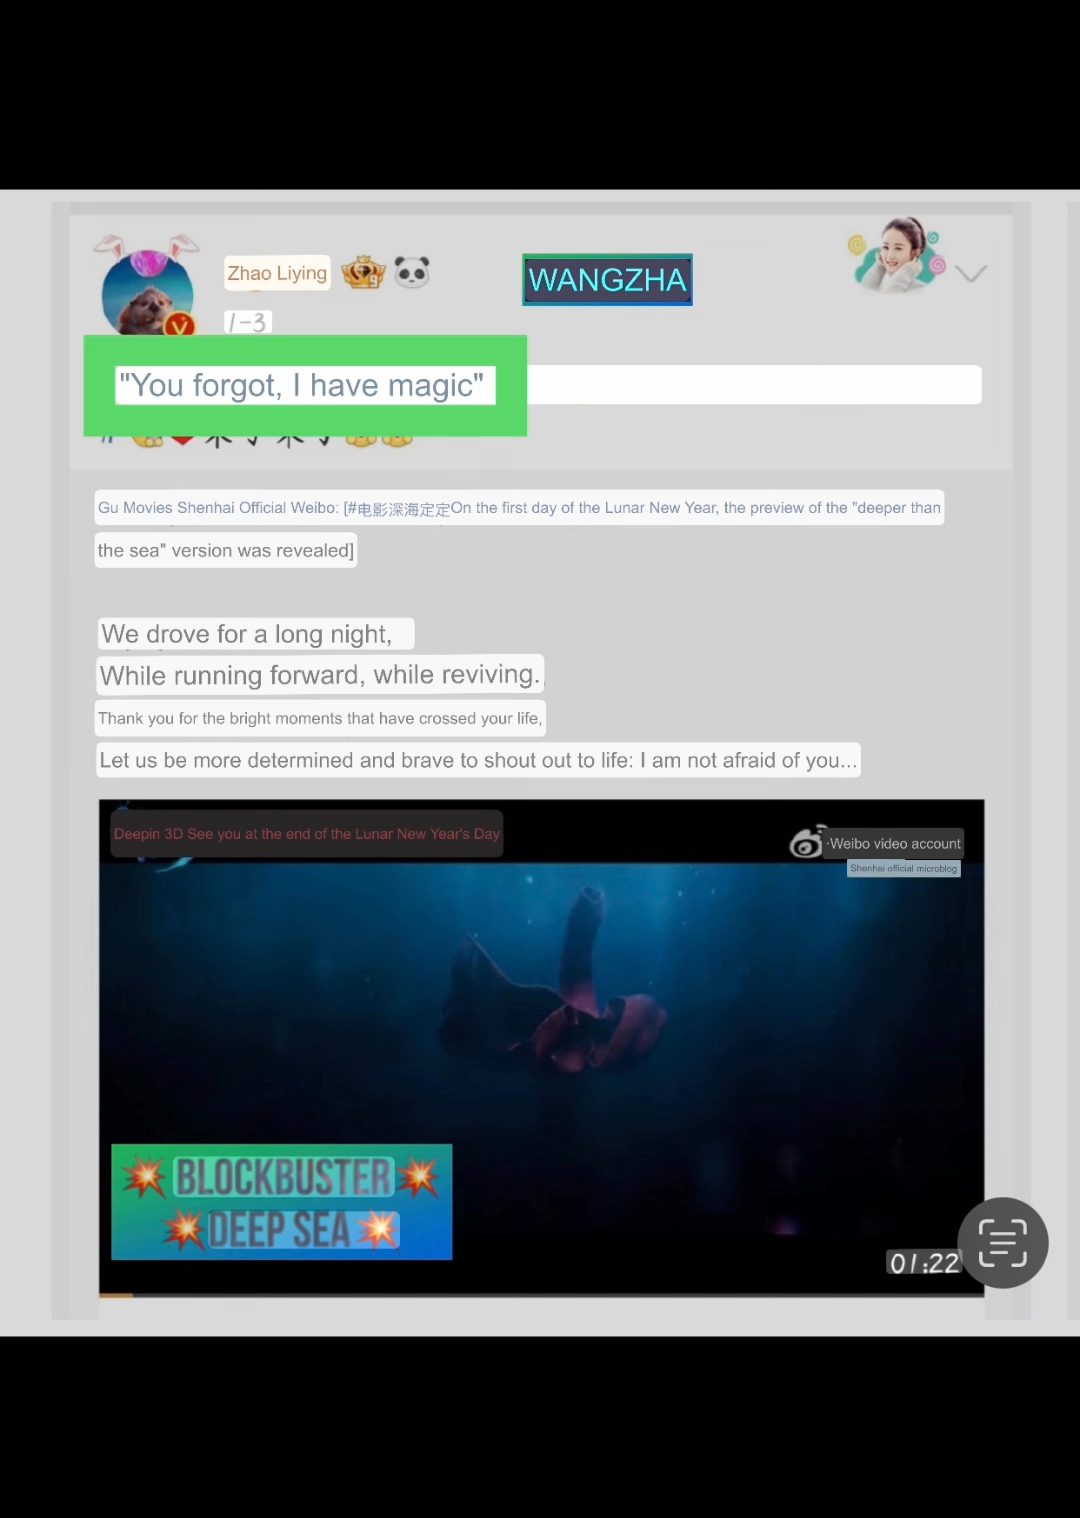 Zhao Liying
WANGZHA
1-3
"You forgot, I have magic"
Gu Movies Shenhai Official Weibo: [#电影深海定定On the first day of the Lunar New Year, the preview of the "deeper than
the sea" version was revealed]
We drove for a long night,
While running forward, while reviving.
Thank you for the bright moments that have crossed your life,
Let us be more determined and brave to shout out to life: I am not afraid of you...
Deepin 3D See you at the end of the Lunar New Year's Day
·Weibo video account
Shenhai official microblog
💥BLOCKBUSTER💥
💥DEEP SEA💥
01:22